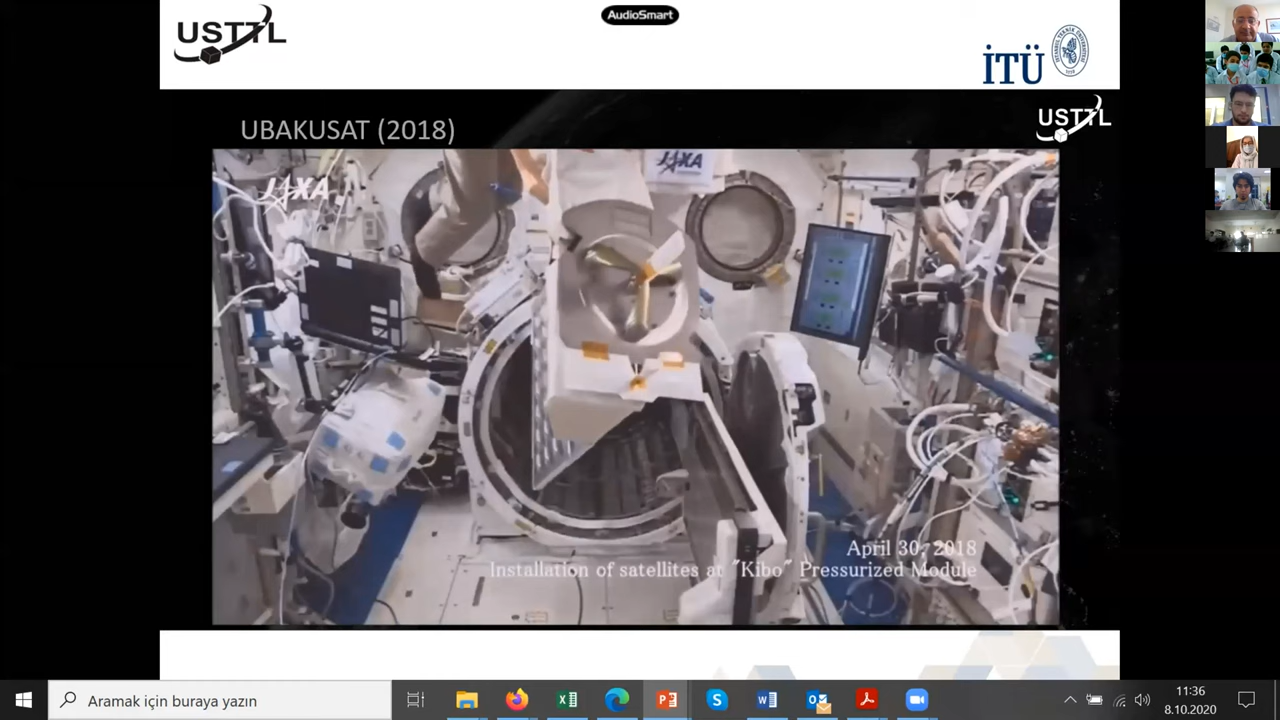 AudioSmart
USTTL
İTÜ
UBAKUSAT (2018)
USTTL
JAXA
JAXA
April 30, 2018
Installation of satellites at "Kibo" Pressurized Module
Aramak için buraya yazın
11:36
8.10.2020